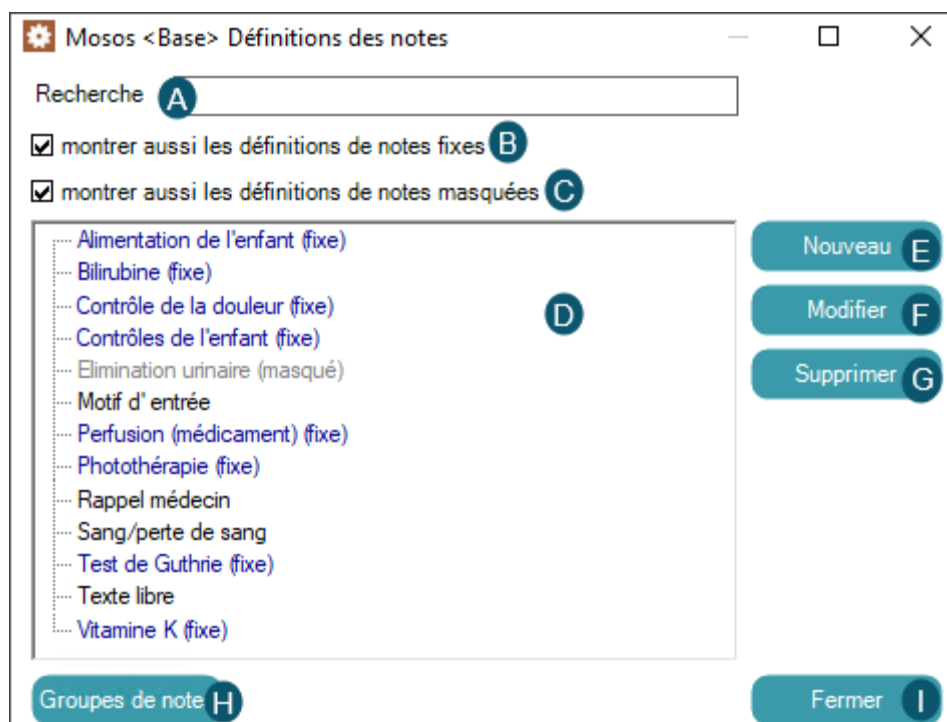 Mosos <Base> Définitions des notes
Recherche A
montrer aussi les définitions de notes fixes B
montrer aussi les définitions de notes masquées C
Alimentation de l'enfant (fixe)
Nouveau E
Bilirubine (fixe)
Contrôle de la douleur (fixe)
D
Modifier F
Contrôles de l'enfant (fixe)
Elimination urinaire (masqué)
Supprimer G
Motif d' entrée
Perfusion (médicament) (fixe)
Photothérapie (fixe)
Rappel médecin
Sang/perte de sang
Test de Guthrie (fixe)
Texte libre
Vitamine K (fixe)
Groupes de note H
Fermer I